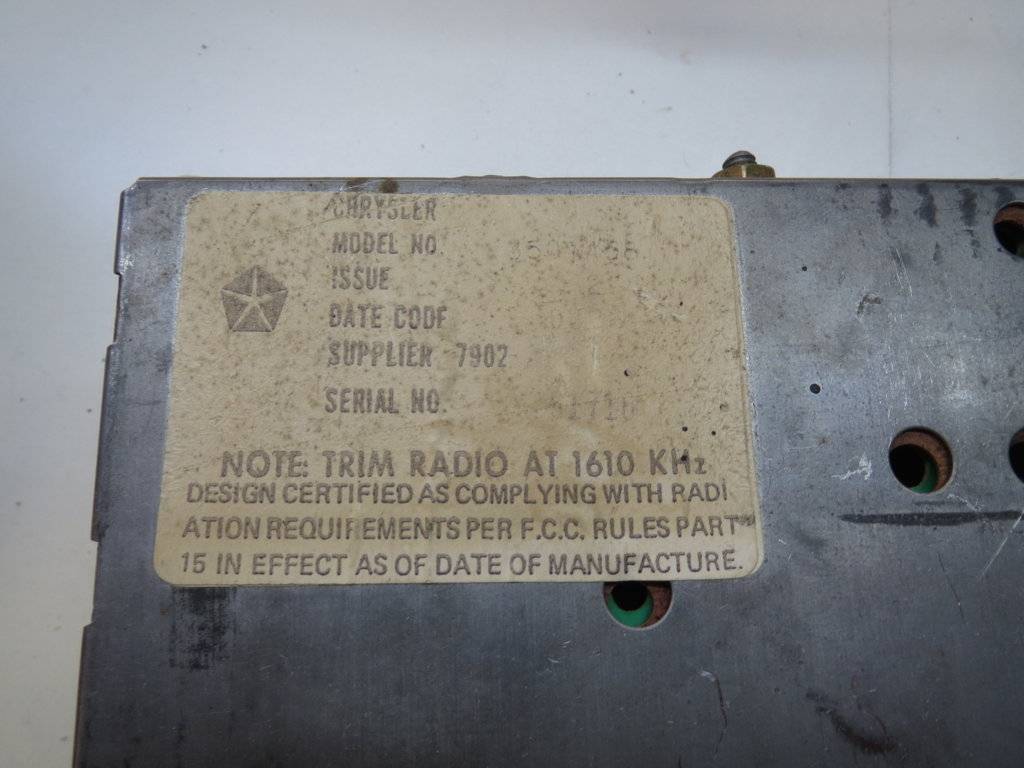 CHRYSLER
MODEL NO.
ISSUE
DATE CODE
SUPPLIER 7902
SERIAL NO.
NOTE: TRIM RADIO AT 1610 KHz
DESIGN CERTIFIED AS COMPLYING WITH RADI
ATION REQUIREMENTS PER F.C.C. RULES PART
15 IN EFFECT AS OF DATE OF MANUFACTURE.